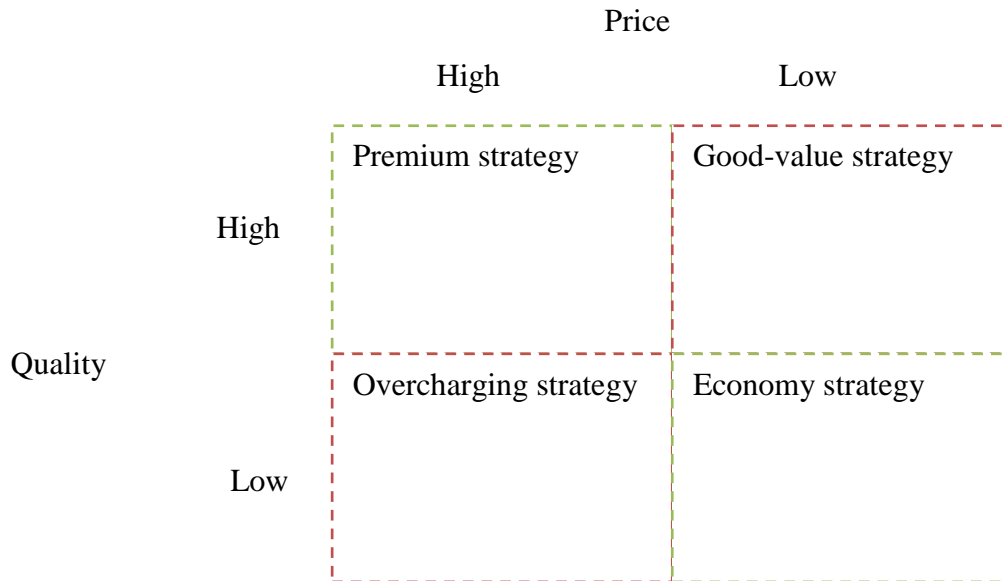 Price
High Low
Premium strategy Good-value strategy
High
Quality
Overcharging strategy Economy strategy
Low